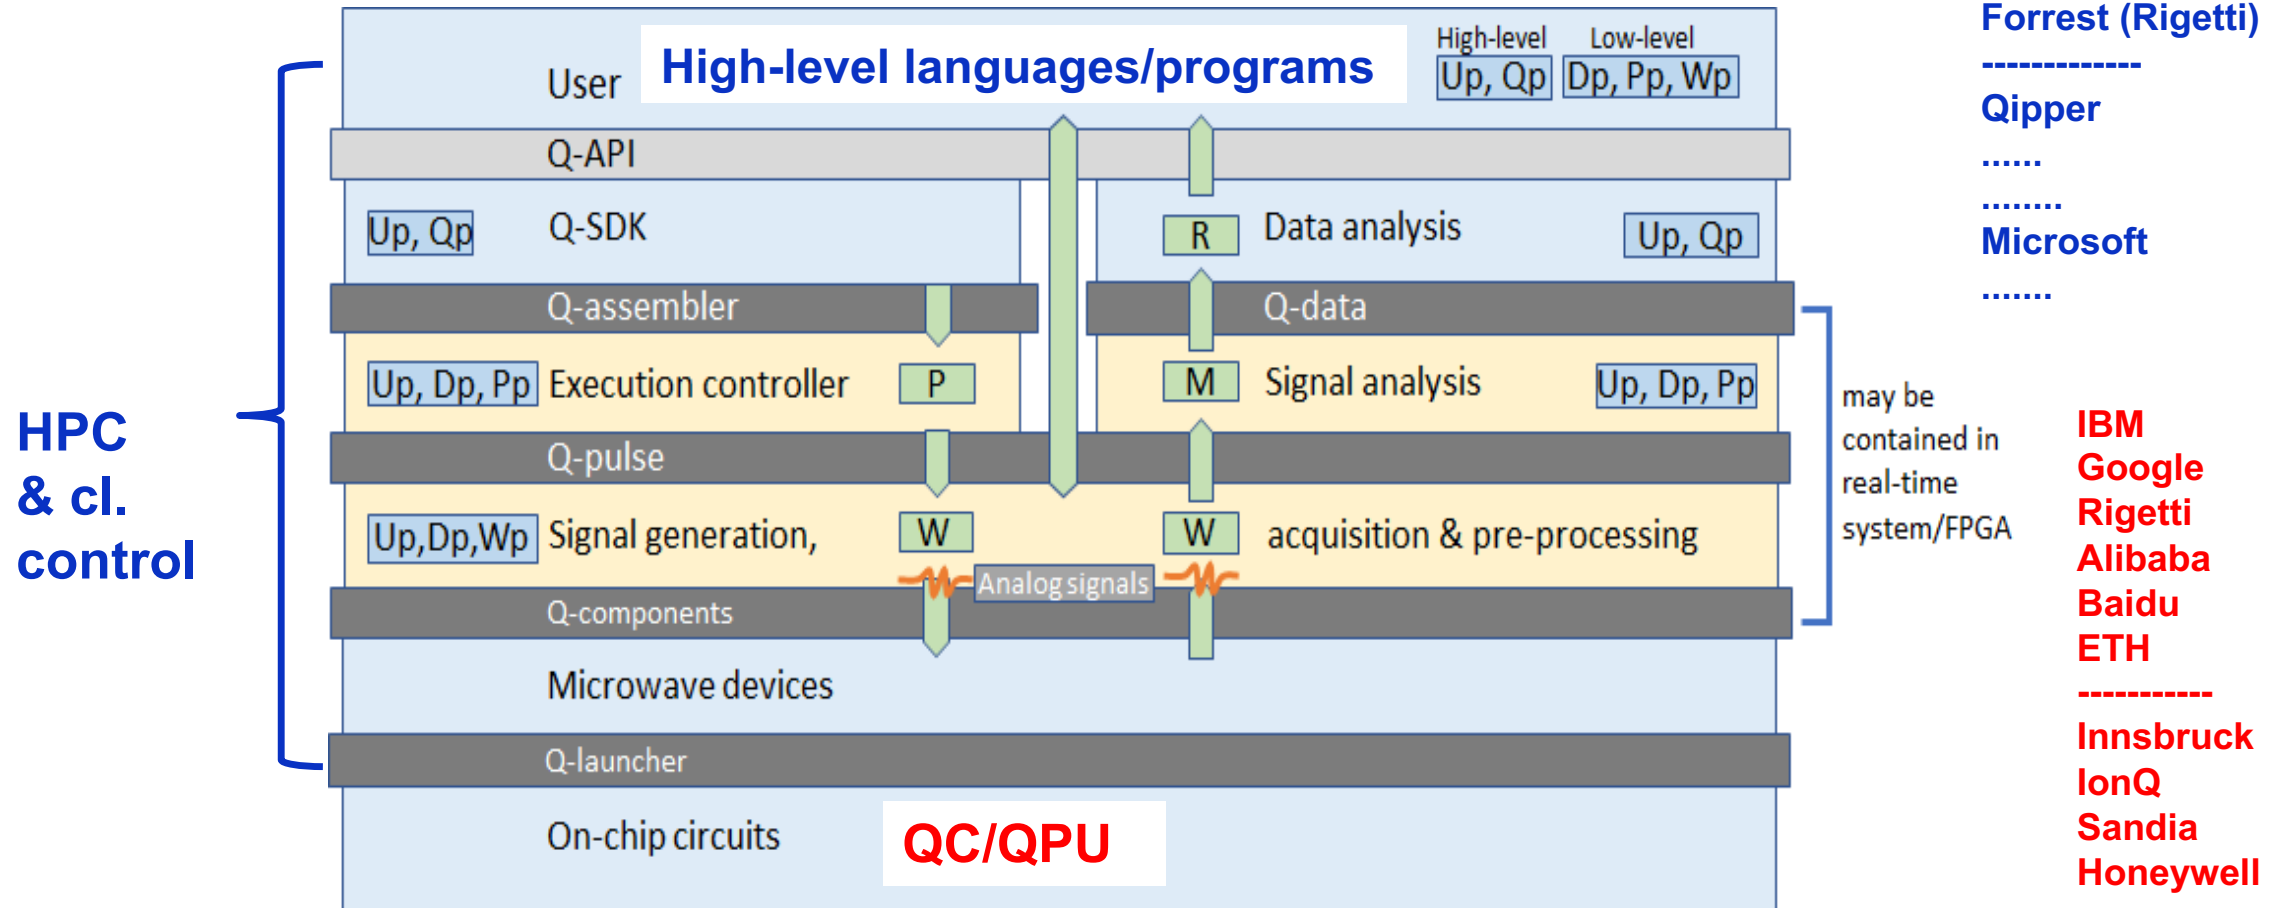 Forrest (Rigetti)
-------------
Qipper
......
........
Microsoft
.......
High-level Low-level
User High-level languages/programs Up, Qp Dp, Pp, Wp
Q-API
Up, Qp Q-SDK R Data analysis Up, Qp
Q-assembler Q-data
Up, Dp, Pp Execution controller P M Signal analysis Up, Dp, Pp
Q-pulse
Up,Dp,Wp Signal generation, W W acquisition & pre-processing
Analog signals
Q-components
Microwave devices
Q-launcher
On-chip circuits QC/QPU
HPC
& cl.
control
may be
contained in
real-time
system/FPGA
IBM
Google
Rigetti
Alibaba
Baidu
ETH
-----------
Innsbruck
IonQ
Sandia
Honeywell